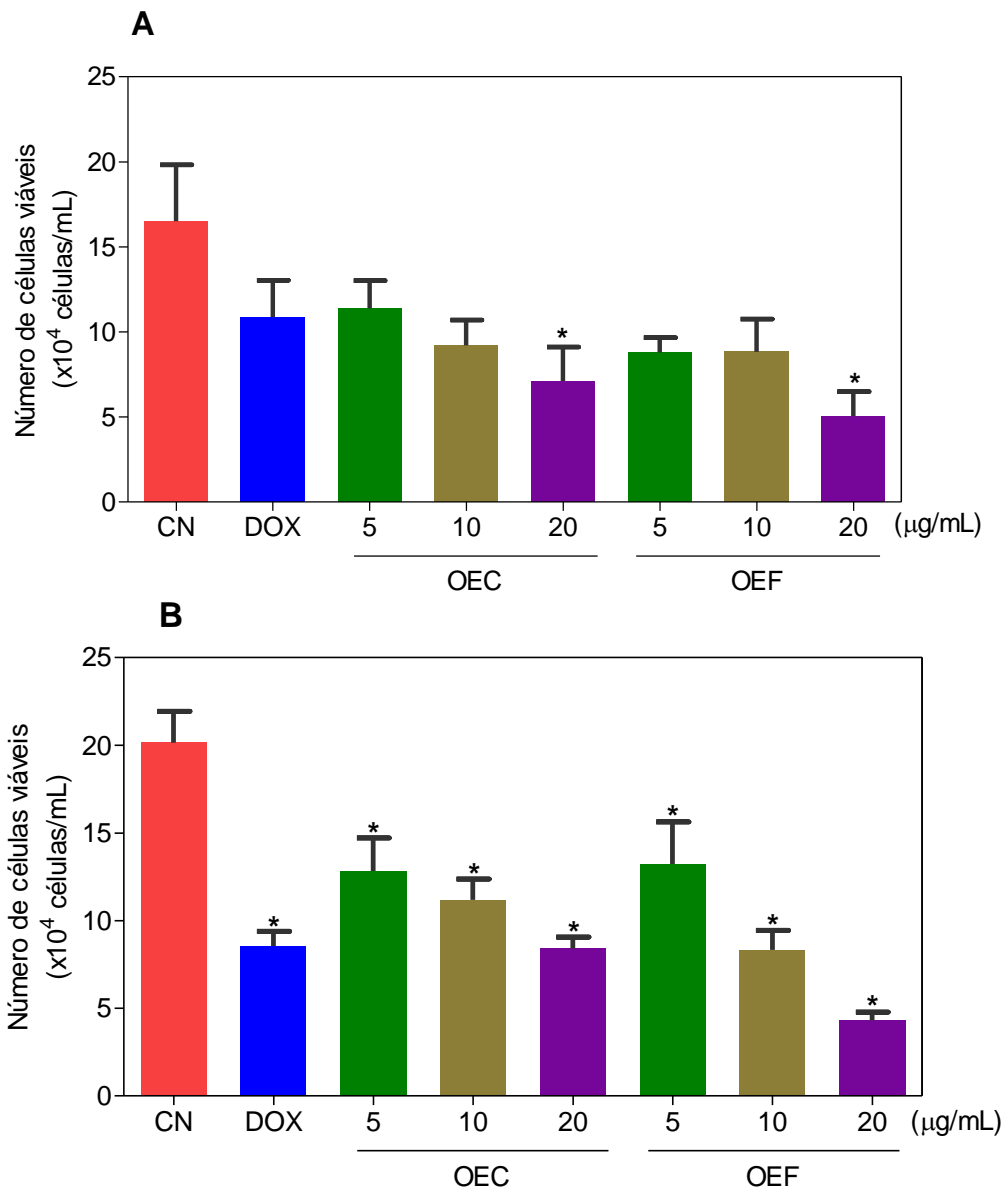 A
Número de células viáveis
(x10⁴ células/mL)
25
20
15
10
5
0
*
*
CN DOX 5 10 20 5 10 20 (μg/mL)
OEC OEF
B
Número de células viáveis
(x10⁴ células/mL)
25
20
15
10
5
0
*
*
*
*
*
*
*
CN DOX 5 10 20 5 10 20 (μg/mL)
OEC OEF